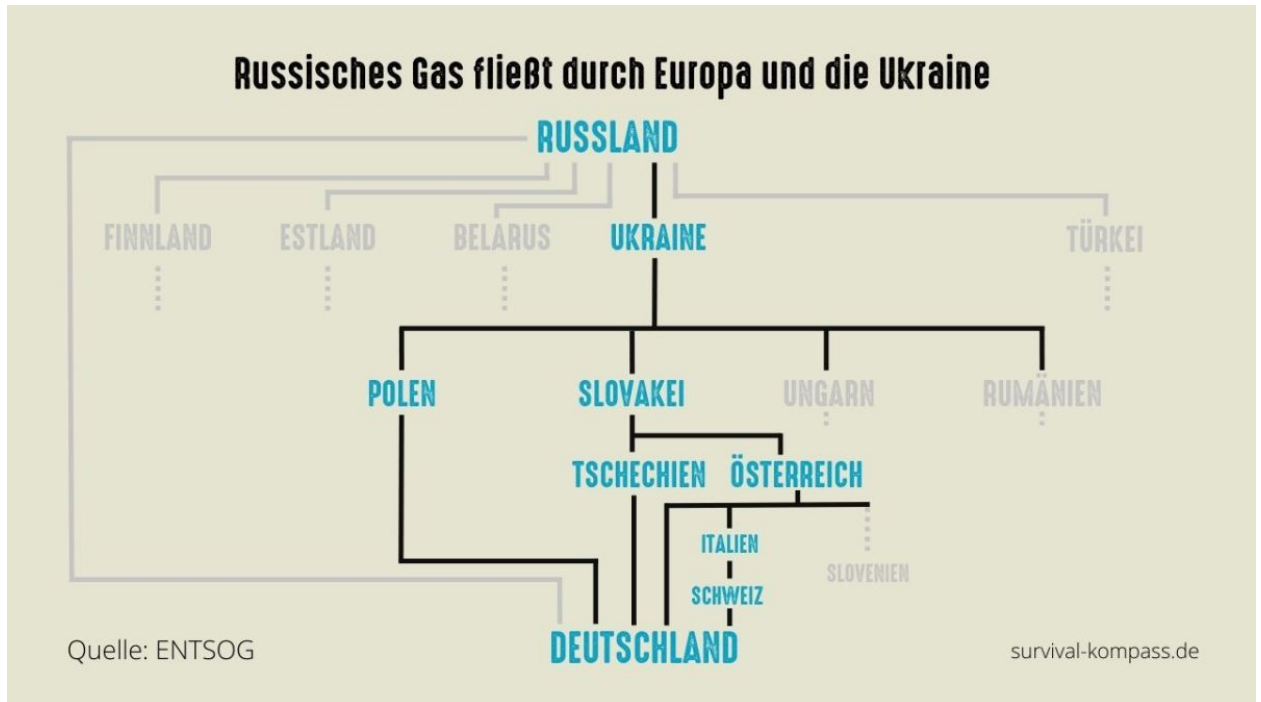 Russisches Gas fließt durch Europa und die Ukraine
RUSSLAND
FINNLAND
ESTLAND
BELARUS
UKRAINE
TÜRKEI
POLEN
SLOVAKEI
UNGARN
RUMÄNIEN
TSCHECHIEN
ÖSTERREICH
ITALIEN
SLOVENIEN
SCHWEIZ
DEUTSCHLAND
Quelle: ENTSOG
survival-kompass.de